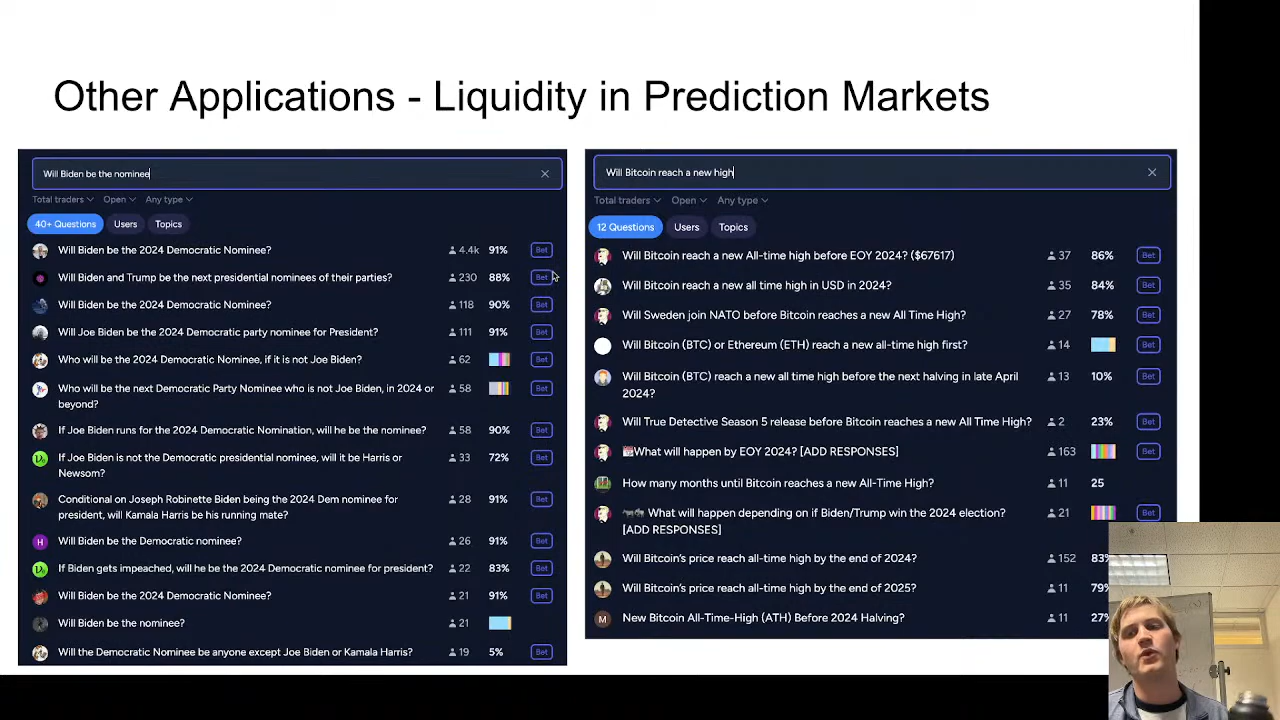 Other Applications - Liquidity in Prediction Markets
Will Biden be the nominee
Total traders Open Any type
40+ Questions Users Topics
Will Biden be the 2024 Democratic Nominee? 4.4k 91% Bet
Will Biden and Trump be the next presidential nominees of their parties? 230 88% Bet
Will Biden be the 2024 Democratic Nominee? 118 90% Bet
Will Joe Biden be the 2024 Democratic party nominee for President? 111 91% Bet
Who will be the 2024 Democratic Nominee, if it is not Joe Biden? 62 Bet
Who will be the next Democratic Party Nominee who is not Joe Biden, in 2024 or 58 Bet
beyond?
If Joe Biden runs for the 2024 Democratic Nomination, will he be the nominee? 58 90% Bet
If Joe Biden is not the Democratic presidential nominee, will it be Harris or 33 72% Bet
Newsom?
Conditional on Joseph Robinette Biden being the 2024 Dem nominee for 28 91% Bet
president, will Kamala Harris be his running mate?
H Will Biden be the Democratic nominee? 26 91% Bet
If Biden gets impeached, will he be the 2024 Democratic nominee for president? 22 83% Bet
Will Biden be the 2024 Democratic Nominee? 21 91% Bet
Will Biden be the nominee? 21
Will the Democratic Nominee be anyone except Joe Biden or Kamala Harris? 19 5% Bet
Will Bitcoin reach a new high
Total traders Open Any type
12 Questions Users Topics
Will Bitcoin reach a new All-time high before EOY 2024? ($67617) 37 86% Bet
Will Bitcoin reach a new all time high in USD in 2024? 35 84% Bet
Will Sweden join NATO before Bitcoin reaches a new All Time High? 27 78% Bet
Will Bitcoin (BTC) or Ethereum (ETH) reach a new all-time high first? 14 Bet
Will Bitcoin (BTC) reach a new all time high before the next halving in late April 13 10% Bet
2024?
Will True Detective Season 5 release before Bitcoin reaches a new All Time High? 2 23% Bet
📅What will happen by EOY 2024? [ADD RESPONSES] 163 Bet
How many months until Bitcoin reaches a new All-Time High? 11 25
What will happen depending on if Biden/Trump win the 2024 election? 21 Bet
[ADD RESPONSES]
Will Bitcoin's price reach all-time high by the end of 2024? 152 83%
Will Bitcoin's price reach all-time high by the end of 2025? 11 79%
M New Bitcoin All-Time-High (ATH) Before 2024 Halving? 11 27%